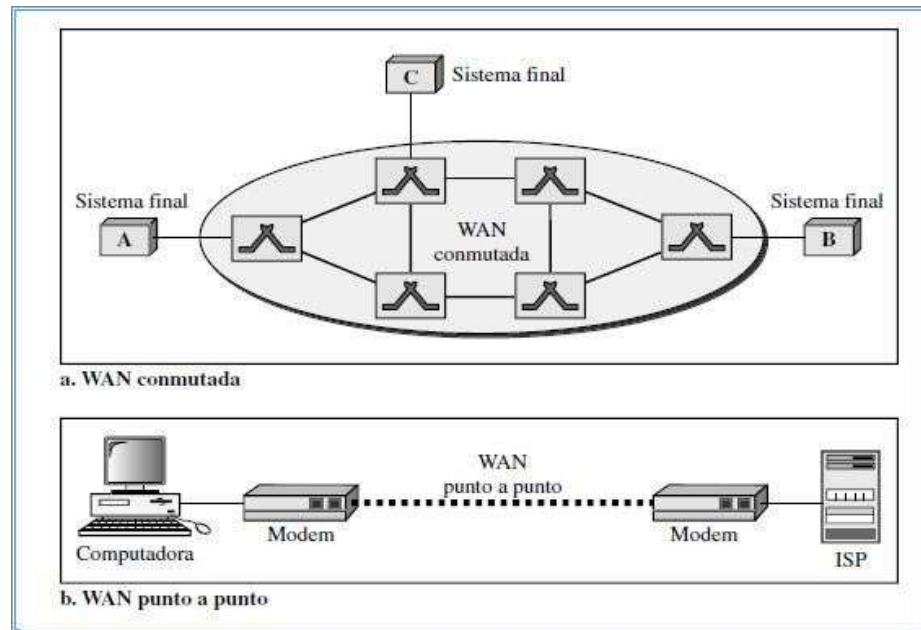 C
Sistema final
Sistema final
A
WAN
conmutada
Sistema final
B
a. WAN conmutada
WAN
punto a punto
Computadora
Modem
Modem
ISP
b. WAN punto a punto